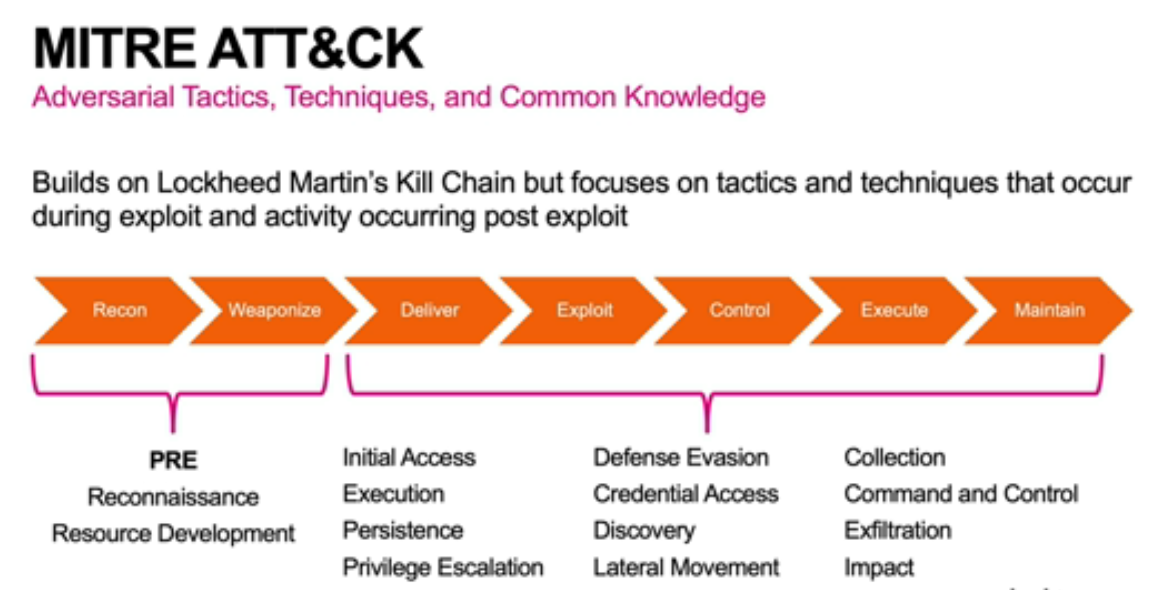 MITRE ATT&CK
Adversarial Tactics, Techniques, and Common Knowledge
Builds on Lockheed Martin's Kill Chain but focuses on tactics and techniques that occur
during exploit and activity occurring post exploit
Recon
Weaponize
Deliver
Exploit
Control
Execute
Maintain
PRE
Reconnaissance
Resource Development
Initial Access
Execution
Persistence
Privilege Escalation
Defense Evasion
Credential Access
Discovery
Lateral Movement
Collection
Command and Control
Exfiltration
Impact